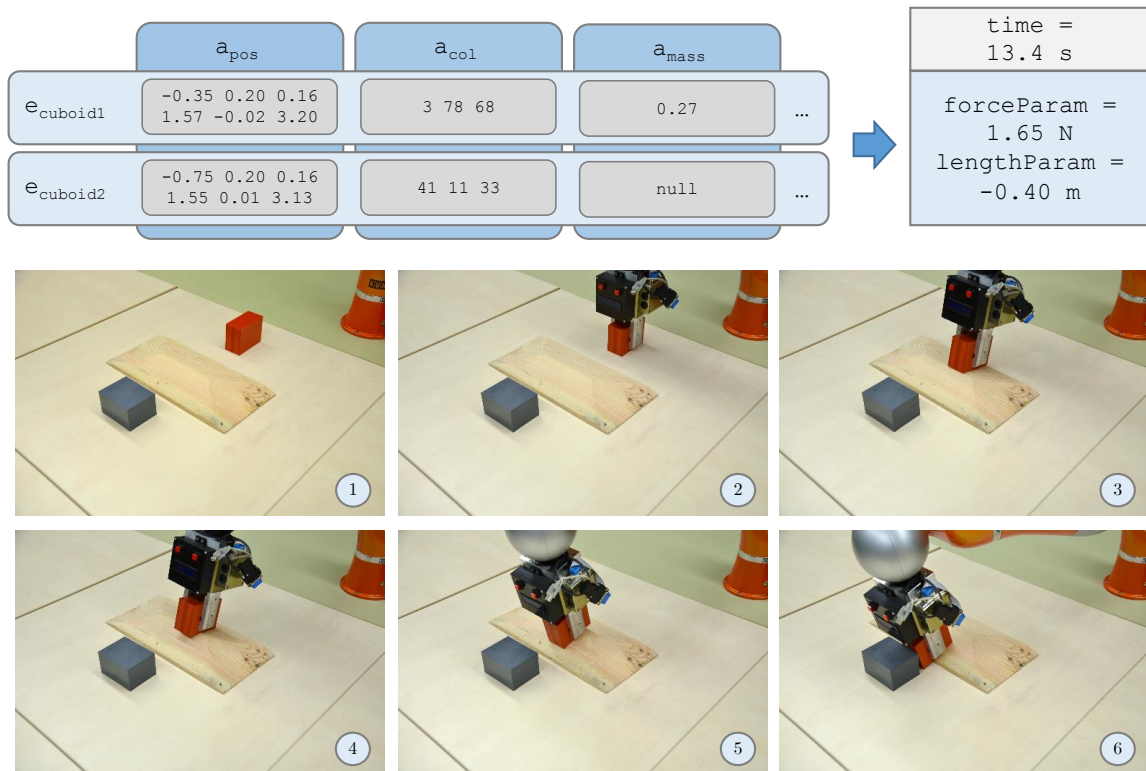 a_pos a_col a_mass
e_cuboid1
-0.35 0.20 0.16
1.57 -0.02 3.20
3 78 68
0.27
...
e_cuboid2
-0.75 0.20 0.16
1.55 0.01 3.13
41 11 33
null
...
time =
13.4 s
forceParam =
1.65 N
lengthParam =
-0.40 m
1
2
3
4
5
6